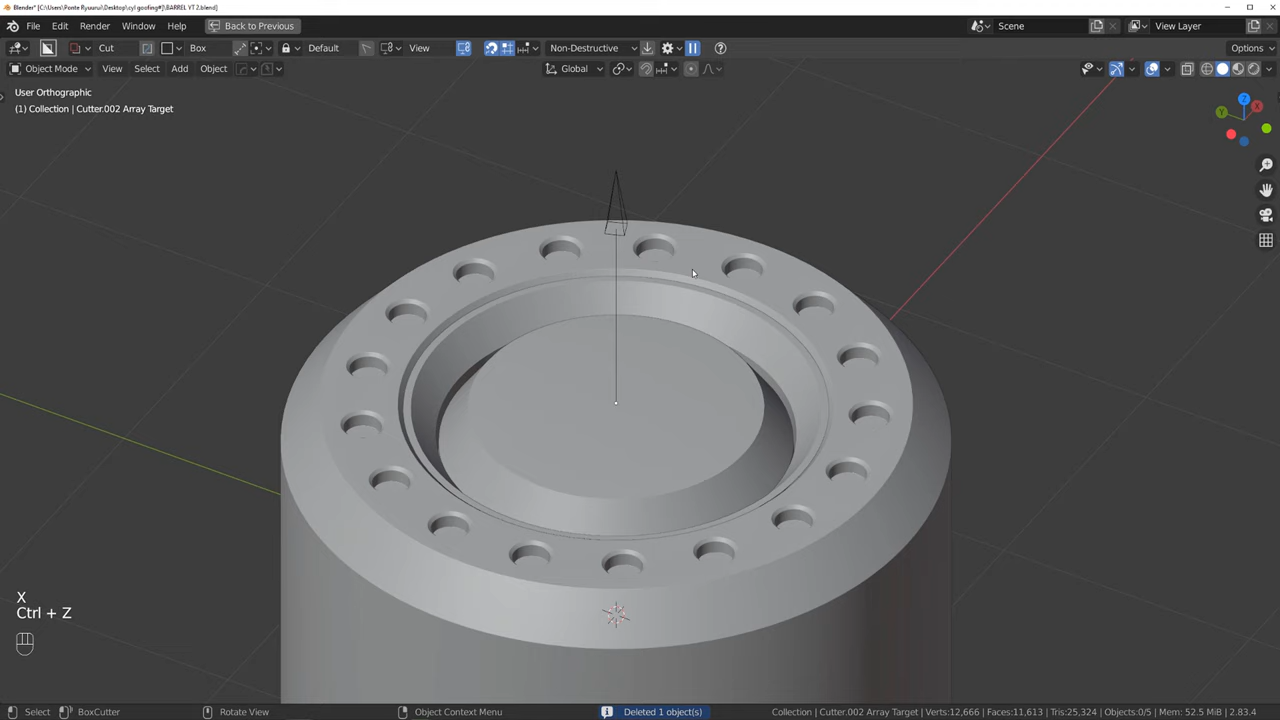 Blender* [C:\Users\Ponte Ryuurui\Desktop\cyl goofing#]\BARREL YT 2.blend]
File Edit Render Window Help Back to Previous Scene View Layer
Cut Box Default View Non-Destructive Options
Object Mode View Select Add Object Global
User Orthographic
(1) Collection | Cutter.002 Array Target
Z
X
Y
X
Ctrl + Z
Select BoxCutter Rotate View Object Context Menu Deleted 1 object(s) Collection | Cutter.002 Array Target | Verts:12,666 | Faces:11,613 | Tris:25,324 | Objects:0/5 | Mem: 52.5 MiB | 2.83.4